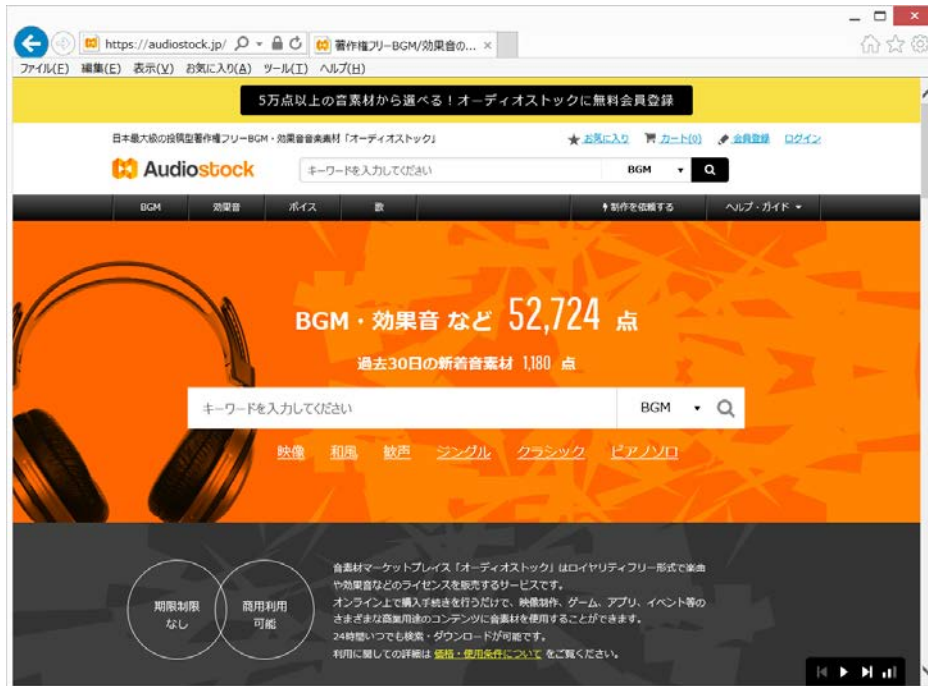 https://audiostock.jp/
著作権フリーBGM/効果音の...
ファイル(F) 編集(E) 表示(V) お気に入り(A) ツール(T) ヘルプ(H)
5万点以上の音素材から選べる！オーディオストックに無料会員登録
日本最大級の投稿型著作権フリーBGM・効果音音楽素材「オーディオストック」
お気に入り カート(0) 会員登録 ログイン
Audiostock
キーワードを入力してください BGM
BGM 効果音 ボイス 歌 制作を依頼する ヘルプ・ガイド
BGM・効果音 など 52,724 点
過去30日の新着音素材 1,180 点
キーワードを入力してください BGM
映像 和風 歓声 ジングル クラシック ピアノソロ
期限制限
なし
商用利用
可能
音素材マーケットプレイス「オーディオストック」はロイヤリティフリー形式で楽曲
や効果音などのライセンスを販売するサービスです。
オンライン上で購入手続きを行うだけで、映像制作、ゲーム、アプリ、イベント等の
さまざまな商業用途のコンテンツに音素材を使用することができます。
24時間いつでも検索・ダウンロードが可能です。
利用に関しての詳細は 価格・使用条件について をご覧ください。